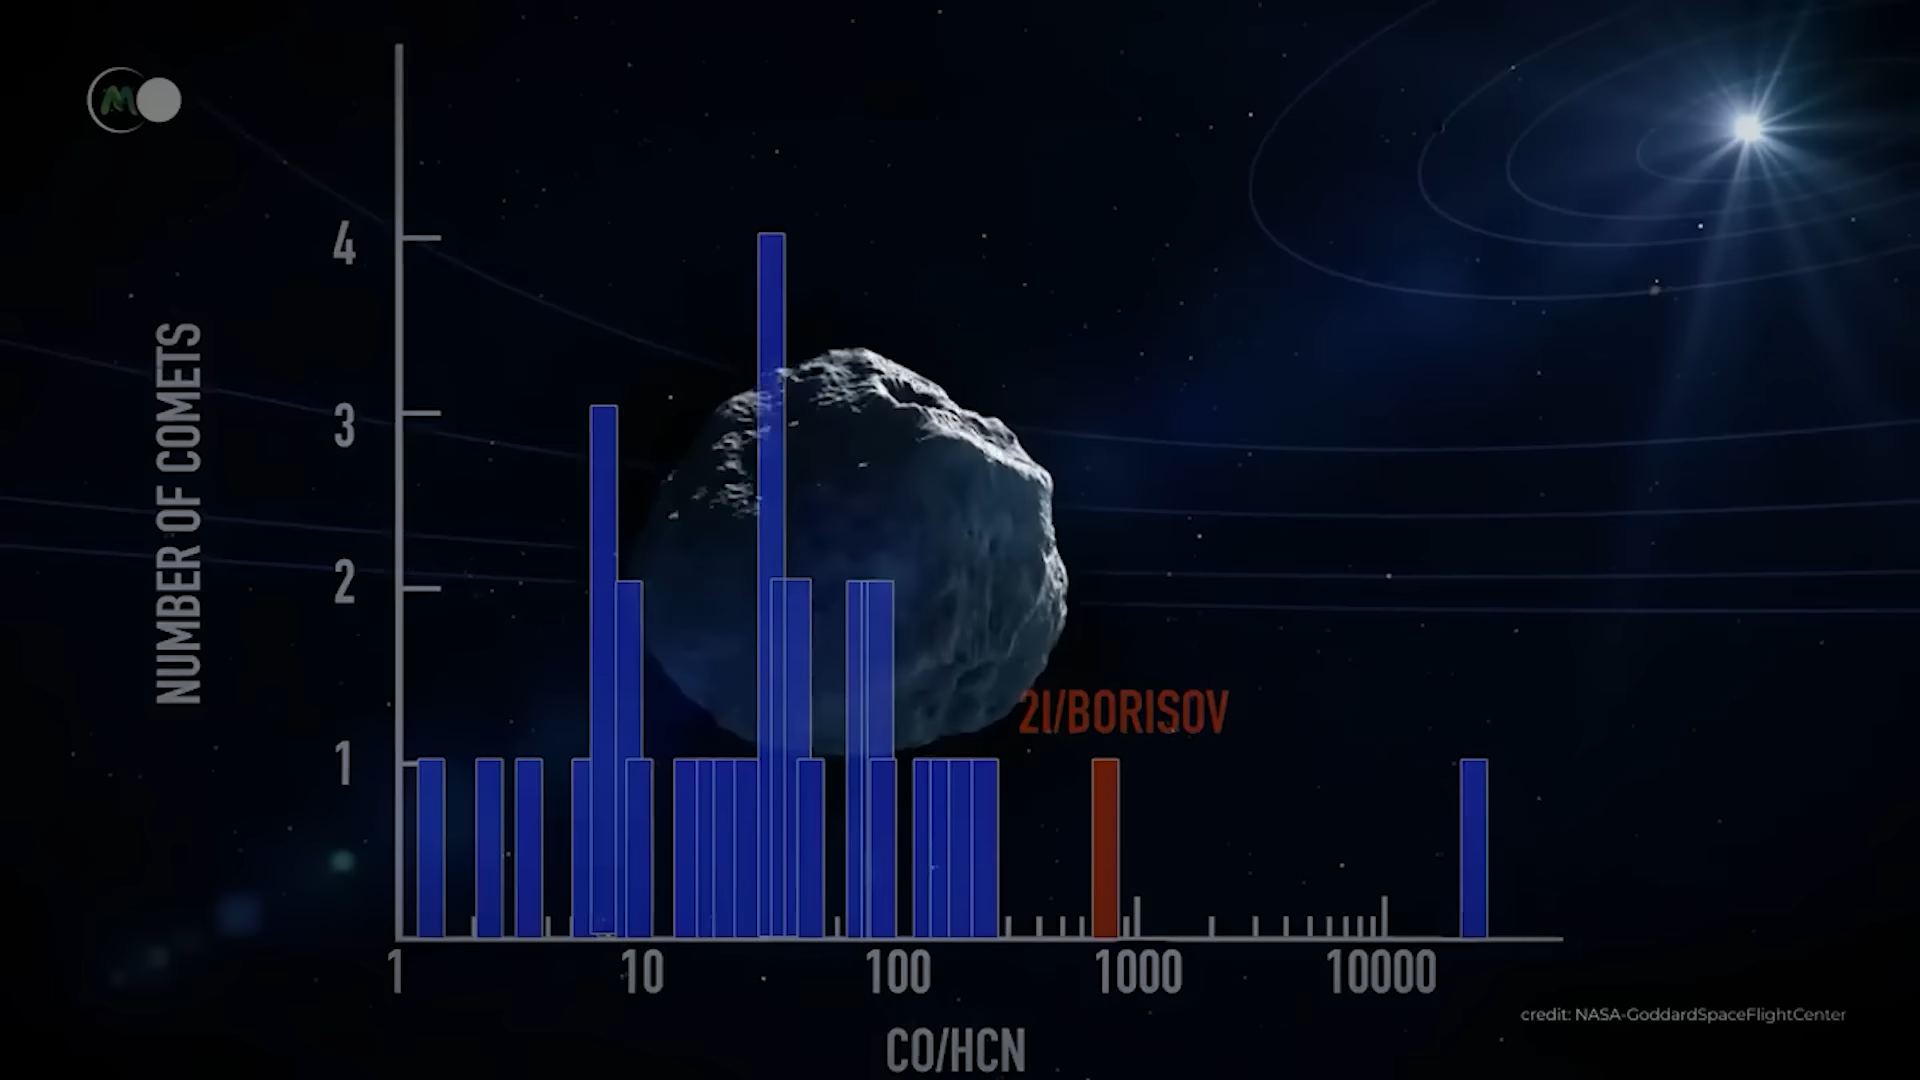 M
4
3
2
1
NUMBER OF COMETS
2I/BORISOV
1 10 100 1000 10000
CO/HCN
credit: NASA-GoddardSpaceFlightCenter